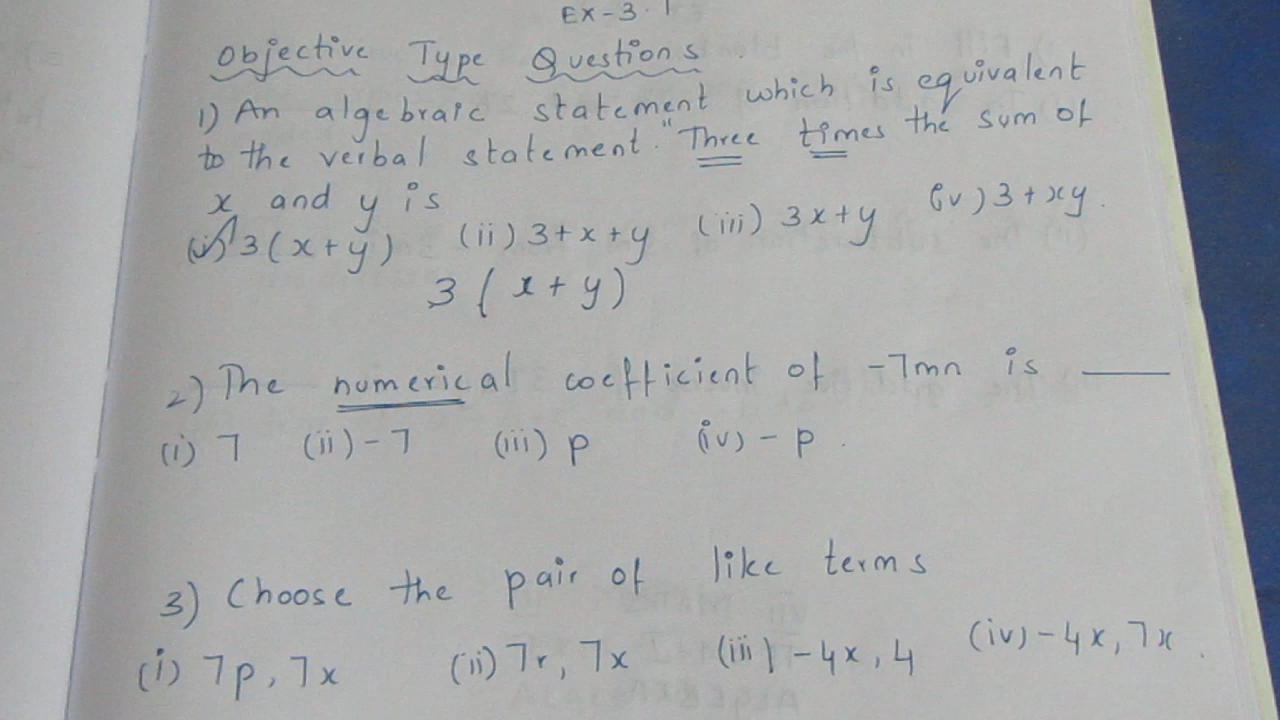 Ex-3.1
Objective Type Questions.
1) An algebraic statement which is equivalent
to the verbal statement. "Three times the sum of
x and y is
(i) 3(x+y) (ii) 3+x+y (iii) 3x+y (iv) 3+xy.
3(x+y)
2) The numerical coefficient of -7mn is ____
(i) 7 (ii) -7 (iii) p (iv) -p.
3) Choose the pair of like terms
(i) 7p, 7x (ii) 7r, 7x (iii) -4x, 4 (iv) -4x, 7x.